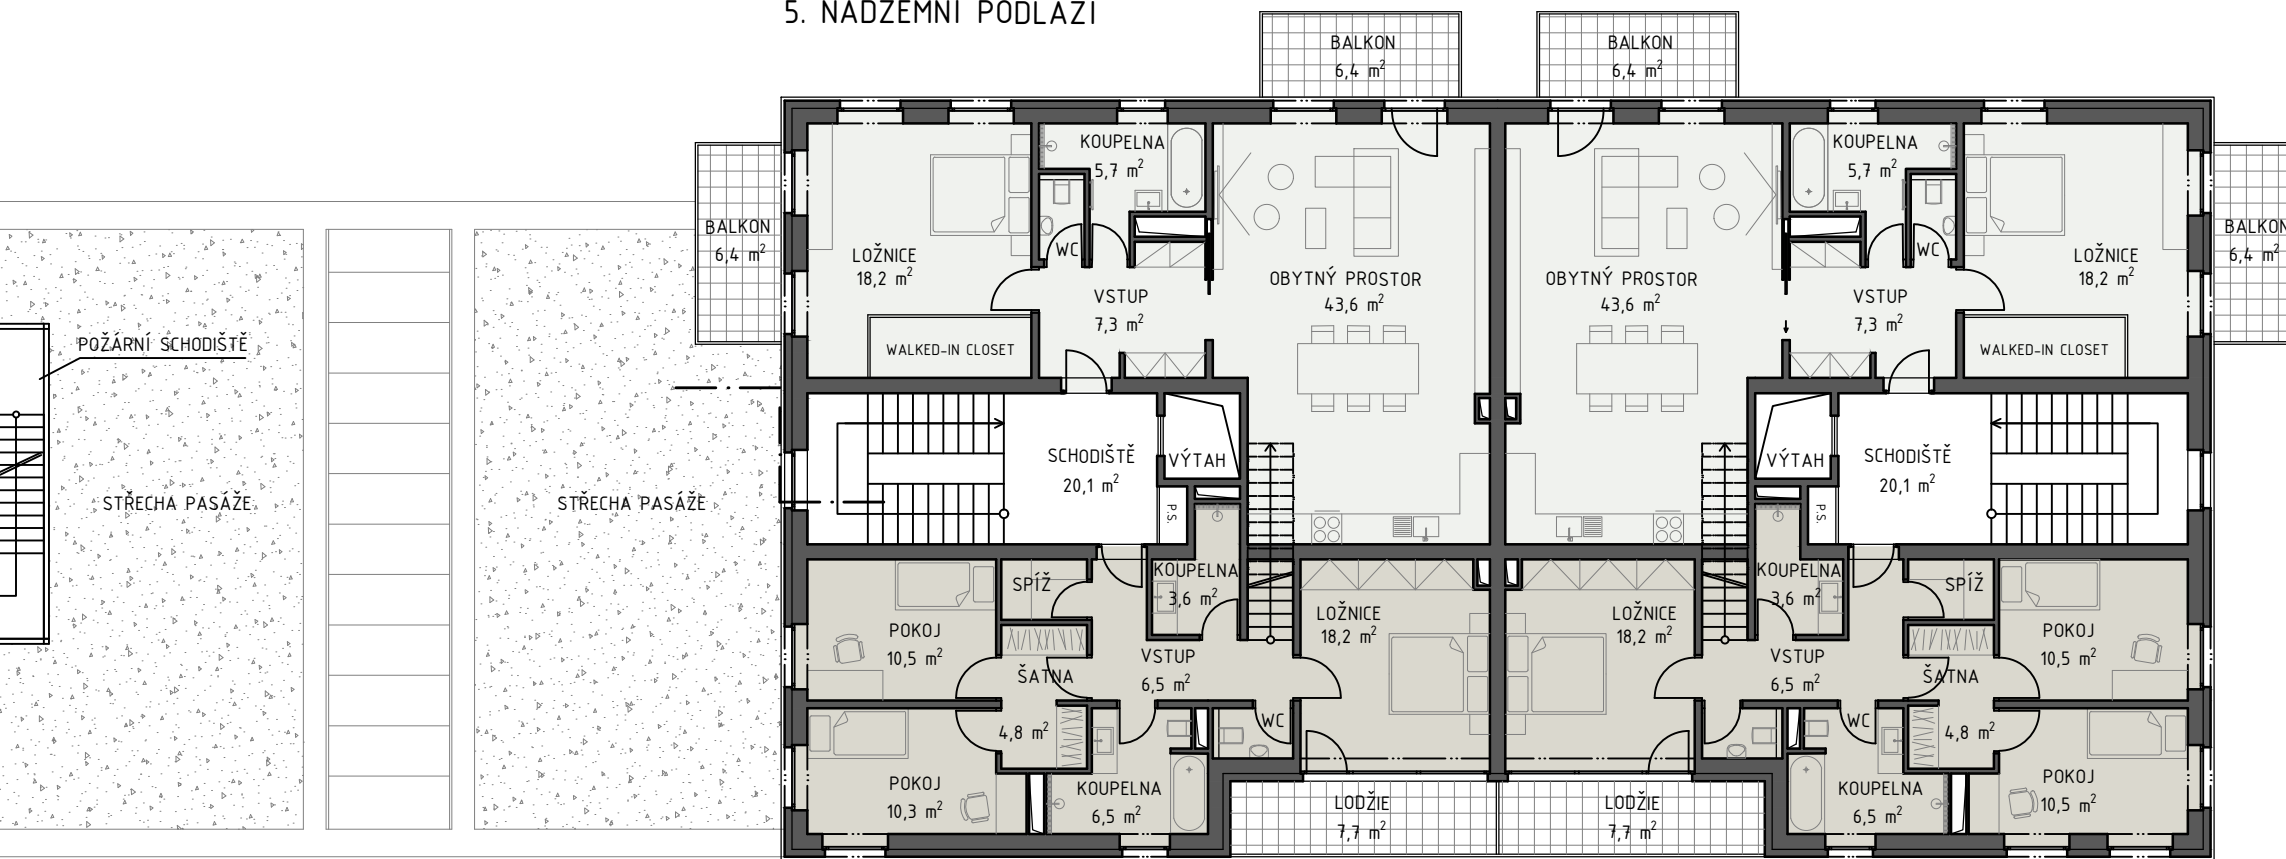 5. NADZEMNÍ PODLAŽÍ
BALKON
6,4 m²
BALKON
6,4 m²
KOUPELNA
5,7 m²
KOUPELNA
5,7 m²
BALKON
6,4 m²
LOŽNICE
18,2 m²
WC
OBYTNÝ PROSTOR
43,6 m²
OBYTNÝ PROSTOR
43,6 m²
WC
LOŽNICE
18,2 m²
BALKON
6,4 m²
VSTUP
7,3 m²
VSTUP
7,3 m²
POŽÁRNÍ SCHODIŠTĚ
WALKED-IN CLOSET
WALKED-IN CLOSET
STŘECHA PASÁŽE
STŘECHA PASÁŽE
SCHODIŠTĚ
20,1 m²
VÝTAH
P.S.
VÝTAH
P.S.
SCHODIŠTĚ
20,1 m²
SPÍŽ
KOUPELNA
3,6 m²
KOUPELNA
3,6 m²
SPÍŽ
POKOJ
10,5 m²
LOŽNICE
18,2 m²
LOŽNICE
18,2 m²
POKOJ
10,5 m²
ŠATNA
4,8 m²
VSTUP
6,5 m²
VSTUP
6,5 m²
ŠATNA
4,8 m²
WC
WC
POKOJ
10,3 m²
KOUPELNA
6,5 m²
LODŽIE
7,7 m²
LODŽIE
7,7 m²
KOUPELNA
6,5 m²
POKOJ
10,5 m²